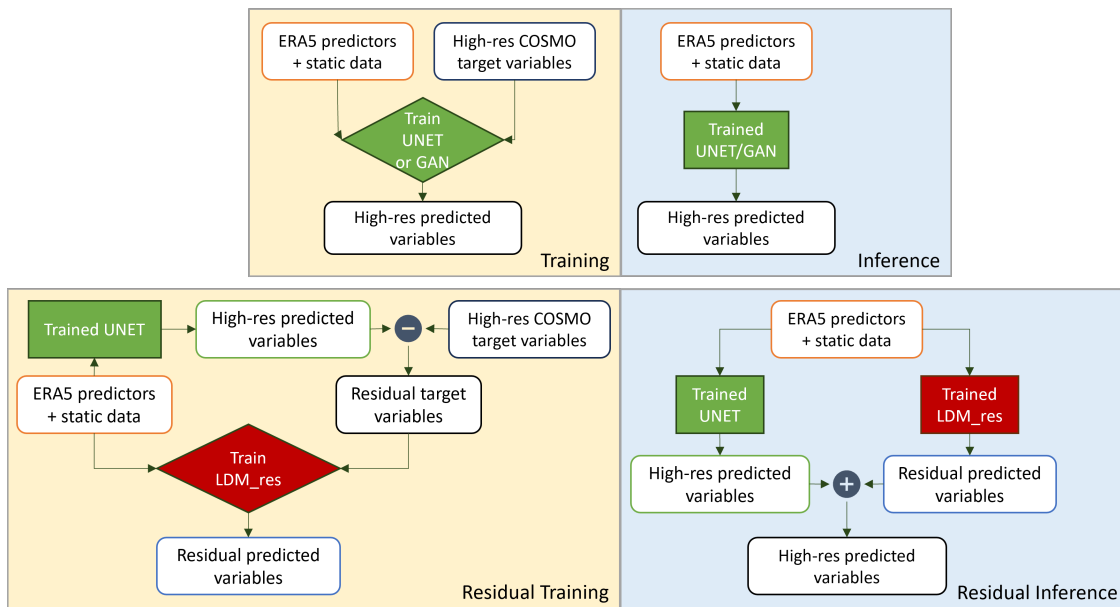 ERA5 predictors
+ static data
High-res COSMO
target variables
Train
UNET
or GAN
High-res predicted
variables
Training
ERA5 predictors
+ static data
Trained
UNET/GAN
High-res predicted
variables
Inference
Trained UNET
High-res predicted
variables
−
High-res COSMO
target variables
ERA5 predictors
+ static data
Residual target
variables
Train
LDM_res
Residual predicted
variables
Residual Training
ERA5 predictors
+ static data
Trained
UNET
Trained
LDM_res
High-res predicted
variables
+
Residual predicted
variables
High-res predicted
variables
Residual Inference